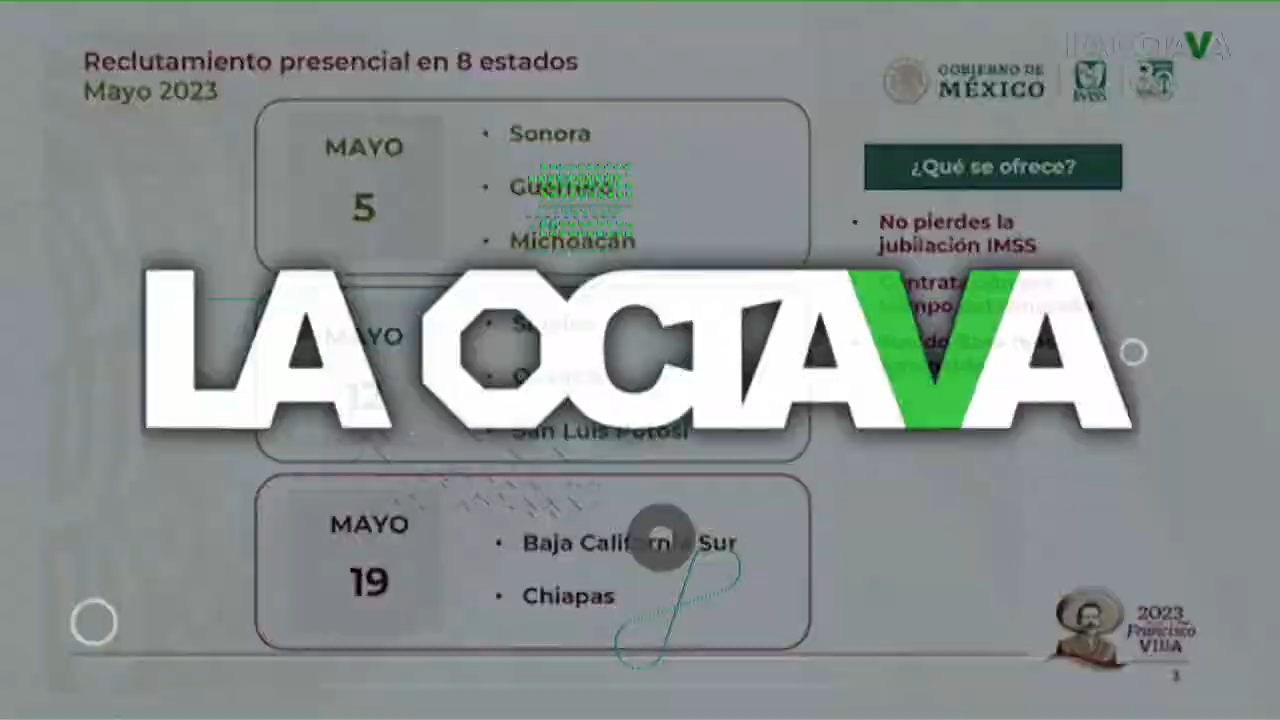 LA OCTAVA
Reclutamiento presencial en 8 estados
Mayo 2023
GOBIERNO DE
MÉXICO
IMSS
MAYO
5
• Sonora
• Guerrero
• Michoacán
¿Qué se ofrece?
• No pierdes la
jubilación IMSS
LA OCTAVA
MAYO
12
San Luis Potosí
MAYO
19
• Baja California Sur
• Chiapas
2023
Francisco
VILLA
3